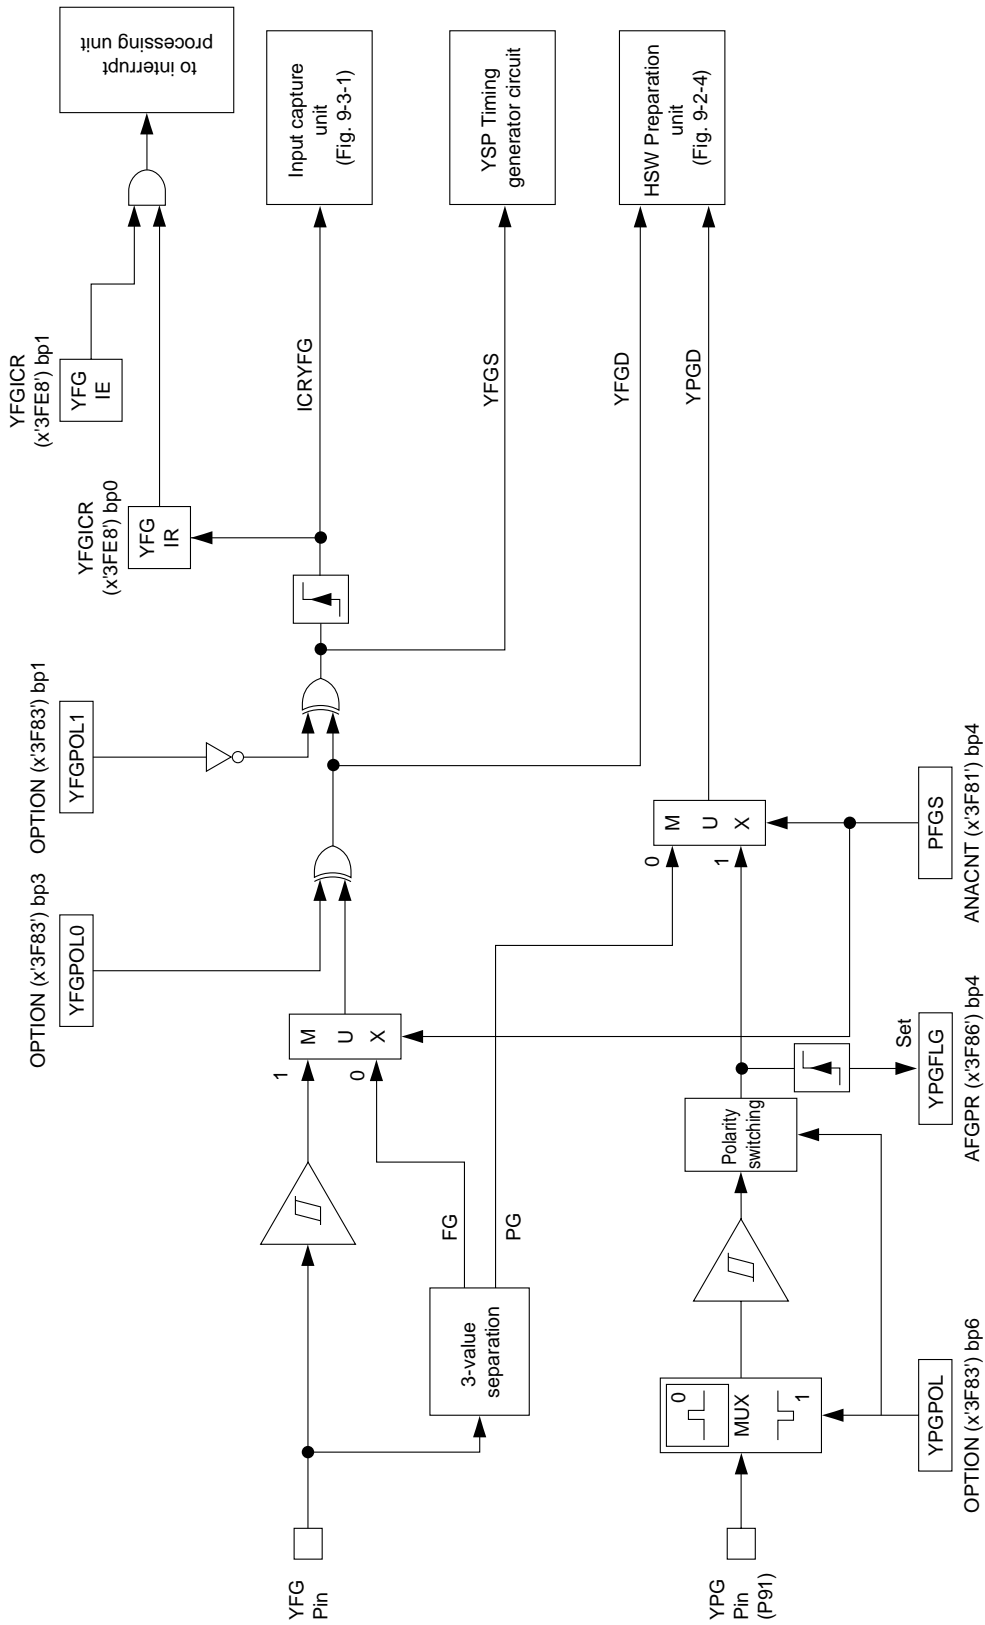 YFG
Pin
3-value
separation
FG
PG
1
0
M
U
X
OPTION (x'3F83') bp3
YFGPOL0
OPTION (x'3F83') bp1
YFGPOL1
YFGICR
(x'3FE8') bp0
YFG
IR
YFGICR
(x'3FE8') bp1
YFG
IE
to interrupt
processing unit
ICRYFG
Input capture
unit
(Fig. 9-3-1)
YFGS
YSP Timing
generator circuit
YFGD
YPGD
HSW Preparation
unit
(Fig. 9-2-4)
0
1
M
U
X
YPG
Pin
(P91)
0
MUX
1
Polarity
switching
YPGPOL
OPTION (x'3F83') bp6
Set
YPGFLG
AFGPR (x'3F86') bp4
PFGS
ANACNT (x'3F81') bp4